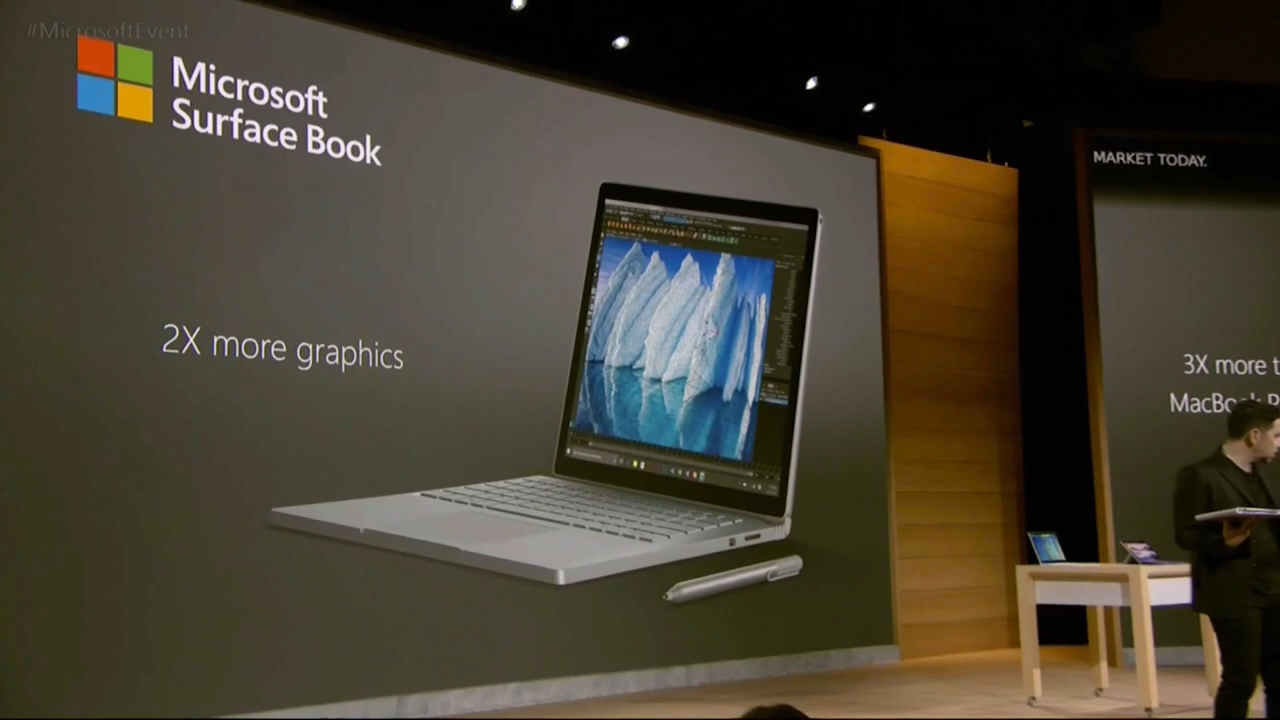 #MicrosoftEvent
Microsoft
Surface Book
2X more graphics
MARKET TODAY.
3X more t
MacBook P